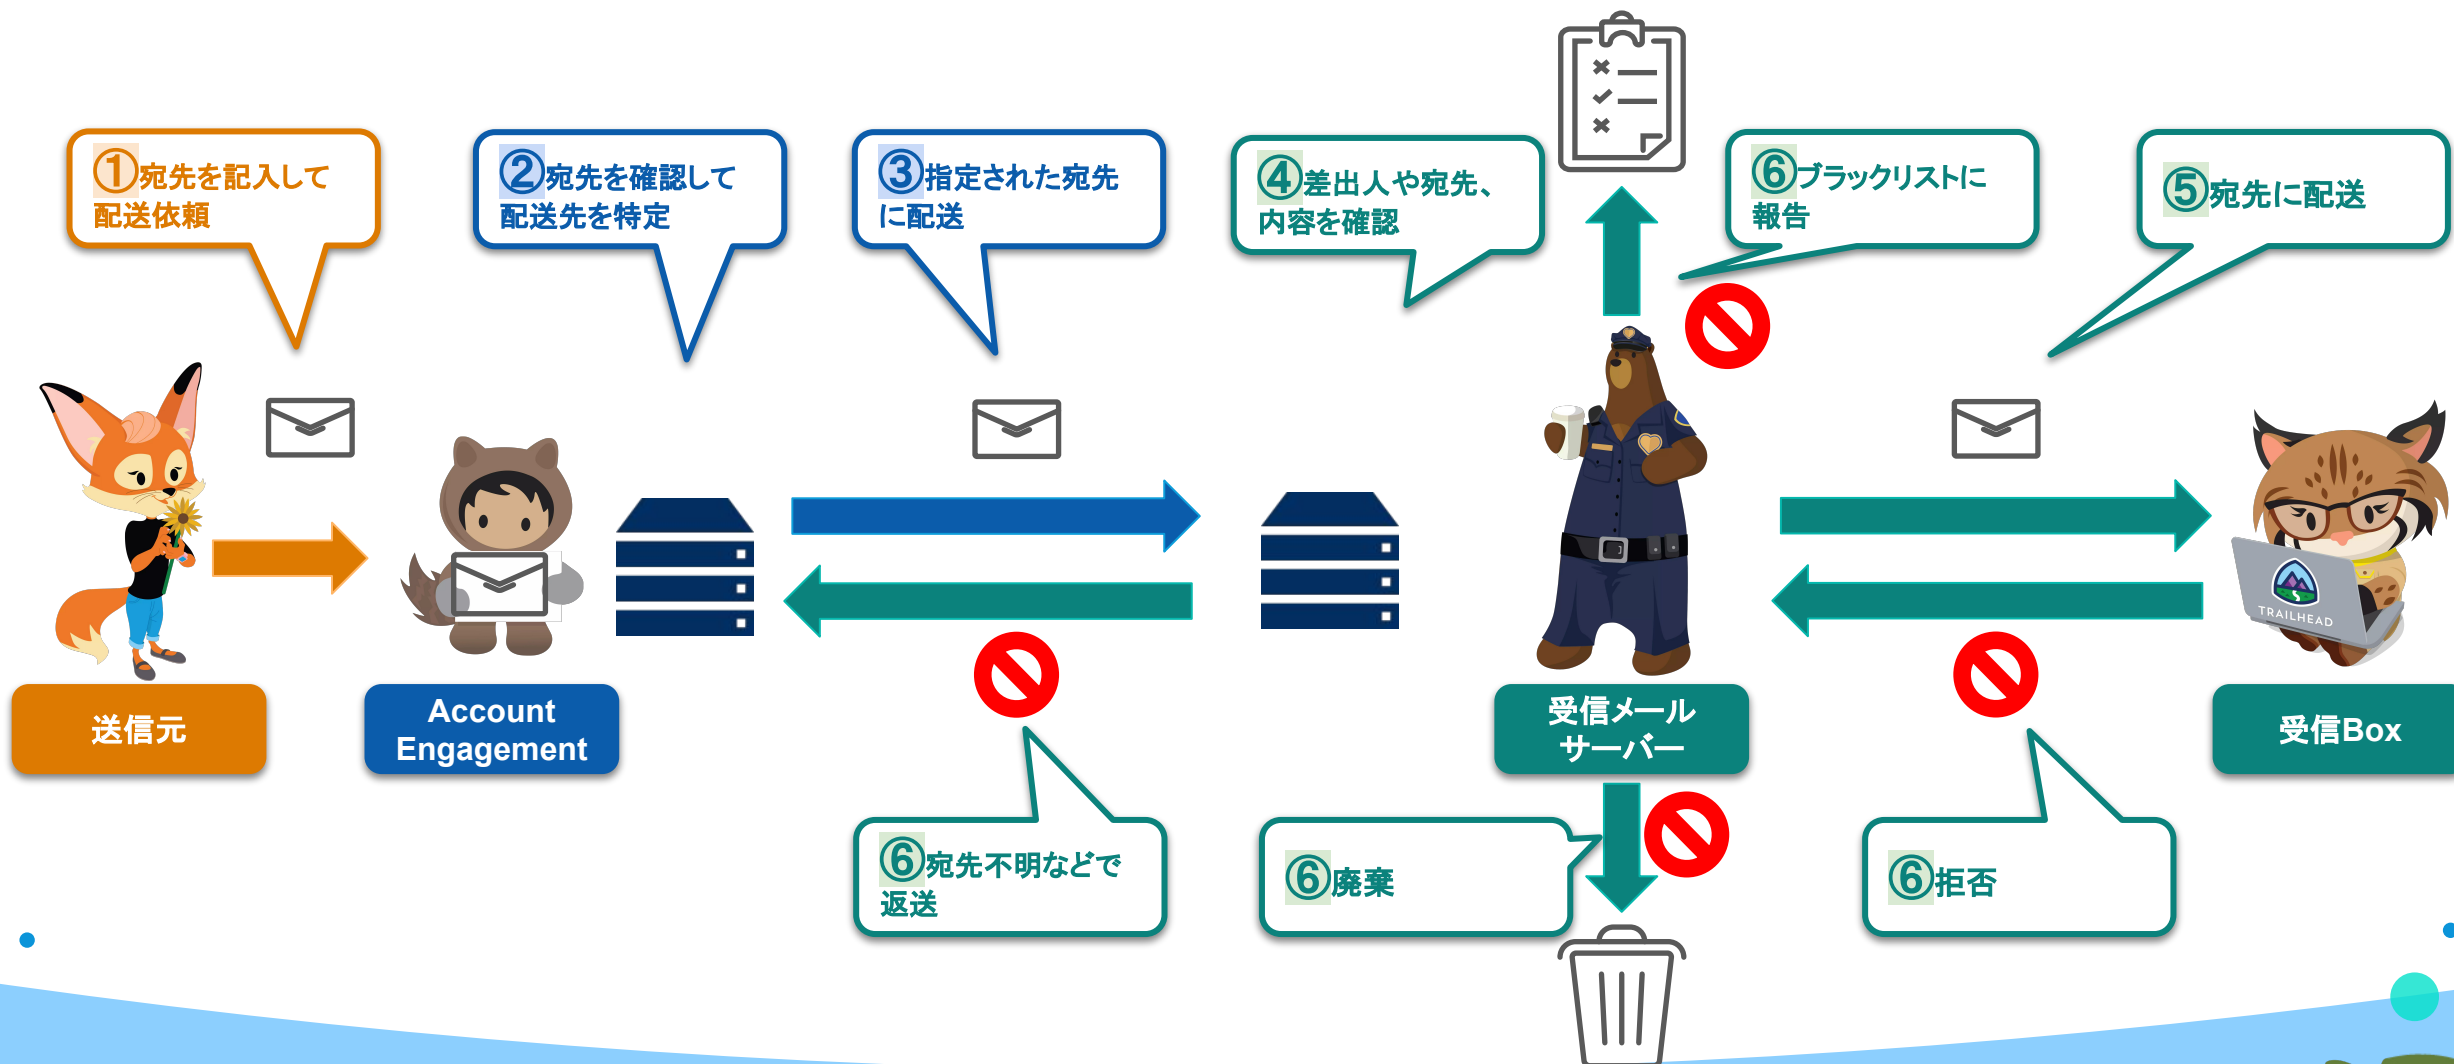 ①宛先を記入して
配送依頼
②宛先を確認して
配送先を特定
③指定された宛先
に配送
④差出人や宛先、
内容を確認
⑥ブラックリストに
報告
⑤宛先に配送
TRAILHEAD
送信元
Account
Engagement
受信メール
サーバー
受信Box
⑥宛先不明などで
返送
⑥廃棄
⑥拒否